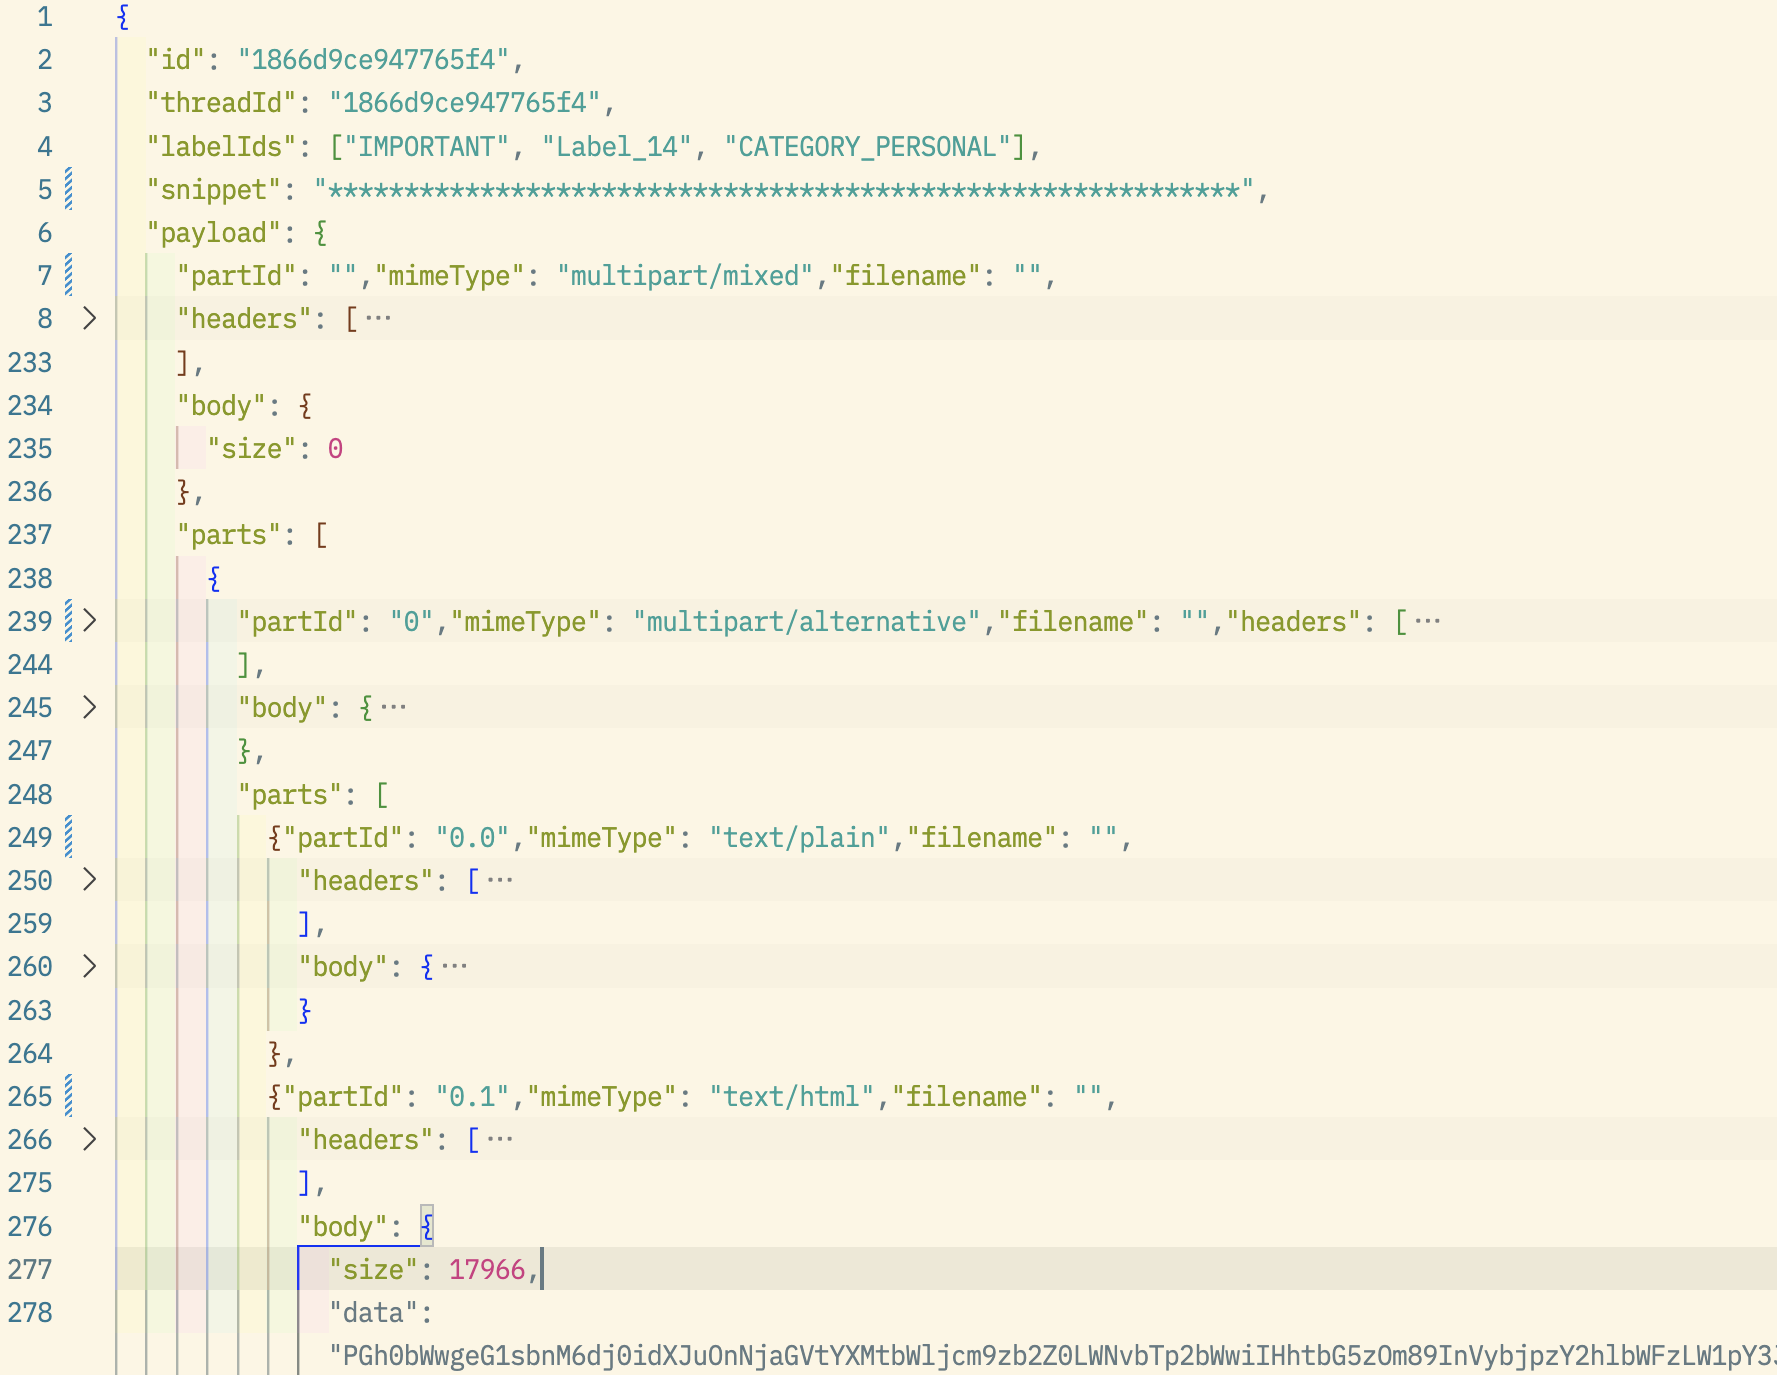 1 {
2 "id": "1866d9ce947765f4",
3 "threadId": "1866d9ce947765f4",
4 "labelIds": ["IMPORTANT", "Label_14", "CATEGORY_PERSONAL"],
5 "snippet": "************************************************************",
6 "payload": {
7 "partId": "","mimeType": "multipart/mixed","filename": "",
8 "headers": [ ···
233 ],
234 "body": {
235 "size": 0
236 },
237 "parts": [
238 {
239 "partId": "0","mimeType": "multipart/alternative","filename": "","headers": [ ···
244 ],
245 "body": { ···
247 },
248 "parts": [
249 {"partId": "0.0","mimeType": "text/plain","filename": "",
250 "headers": [ ···
259 ],
260 "body": { ···
263 }
264 },
265 {"partId": "0.1","mimeType": "text/html","filename": "",
266 "headers": [ ···
275 ],
276 "body": {
277 "size": 17966,
278 "data":
"PGh0bWwgeG1sbnM6dj0idXJuOnNjaGVtYXMtbWljcm9zb2Z0LWNvbTp2bWwiIHhtbG5zOm89InVybjpzY2hlbWFzLW1pY3J